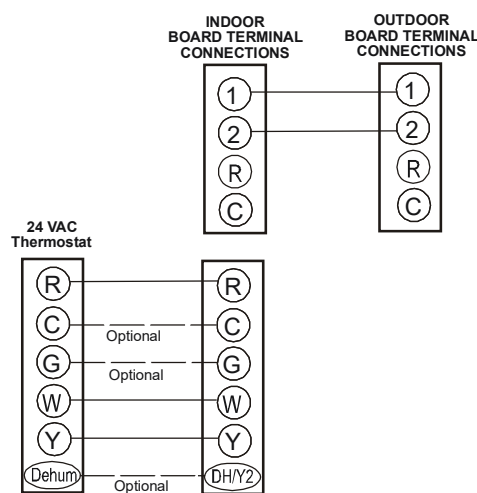 INDOOR
BOARD TERMINAL
CONNECTIONS
OUTDOOR
BOARD TERMINAL
CONNECTIONS
1 1
2 2
R R
C C
24 VAC
Thermostat
R R
C Optional C
G Optional G
W W
Y Y
Dehum Optional DH/Y2